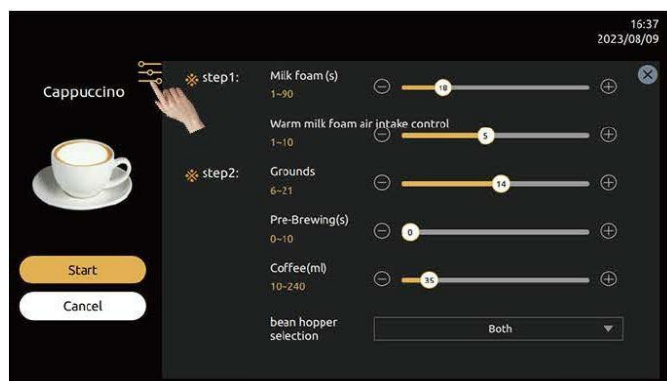 16:37
2023/08/09
Cappuccino
step1:
Milk foam (s)
1~90
18
Warm milk foam air intake control
1~10
5
step2:
Grounds
6~21
14
Pre-Brewing(s)
0~10
0
Coffee(ml)
10~240
35
bean hopper
selection
Both
Start
Cancel